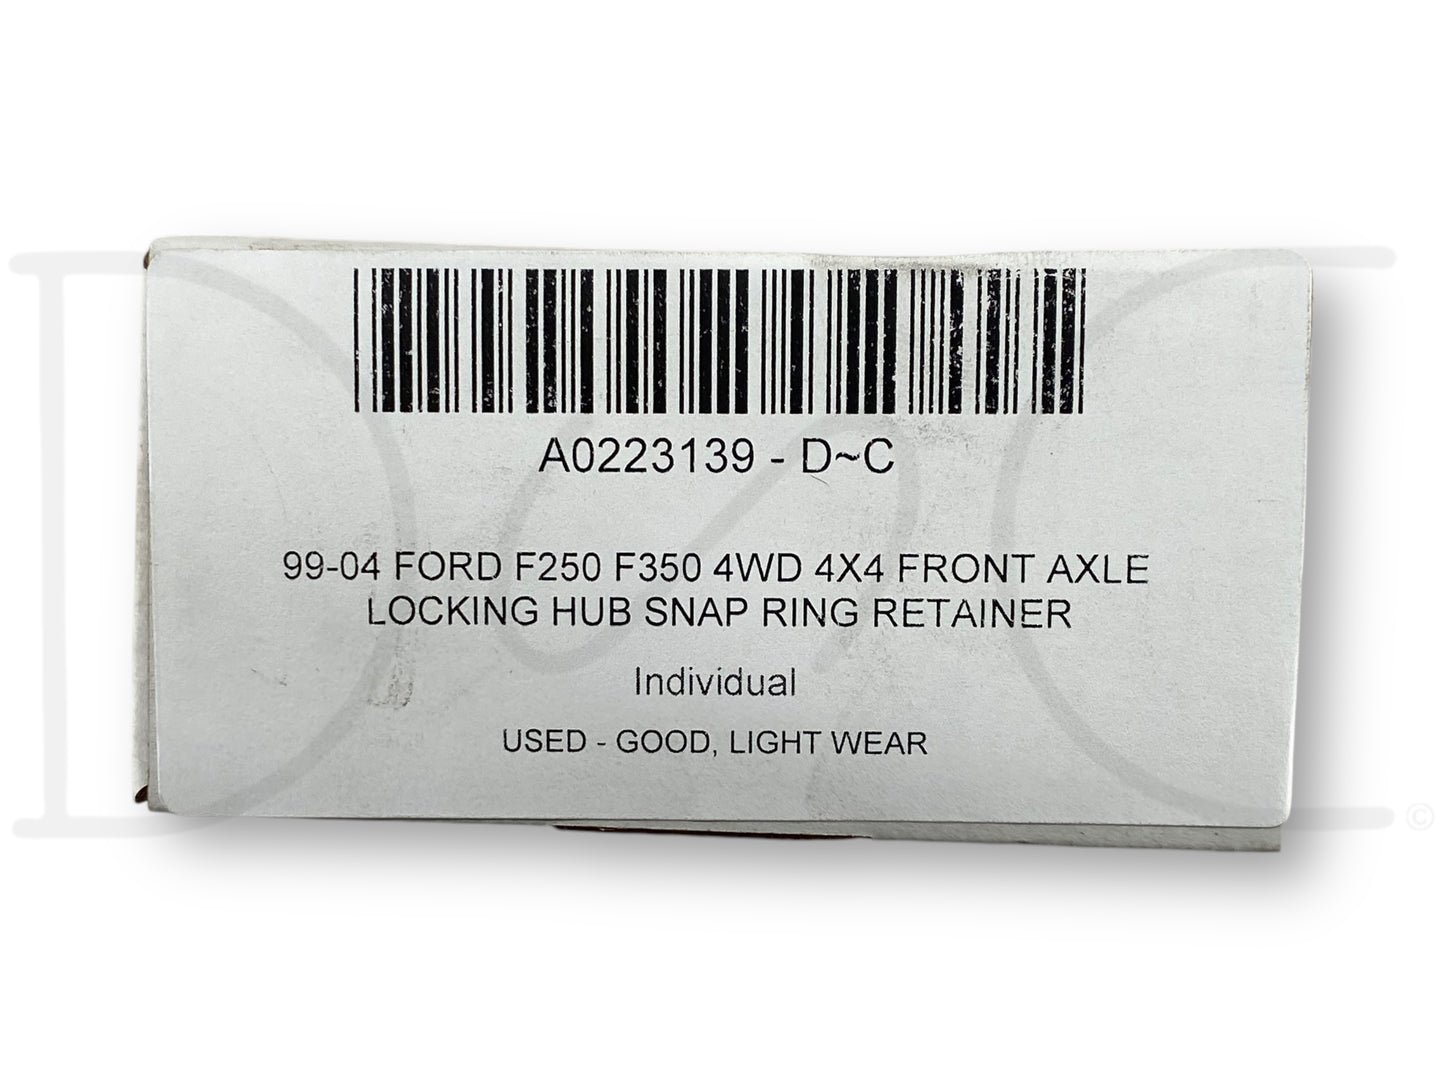 A0223139 - D~C
99-04 FORD F250 F350 4WD 4X4 FRONT AXLE
LOCKING HUB SNAP RING RETAINER
Individual
USED - GOOD, LIGHT WEAR
©